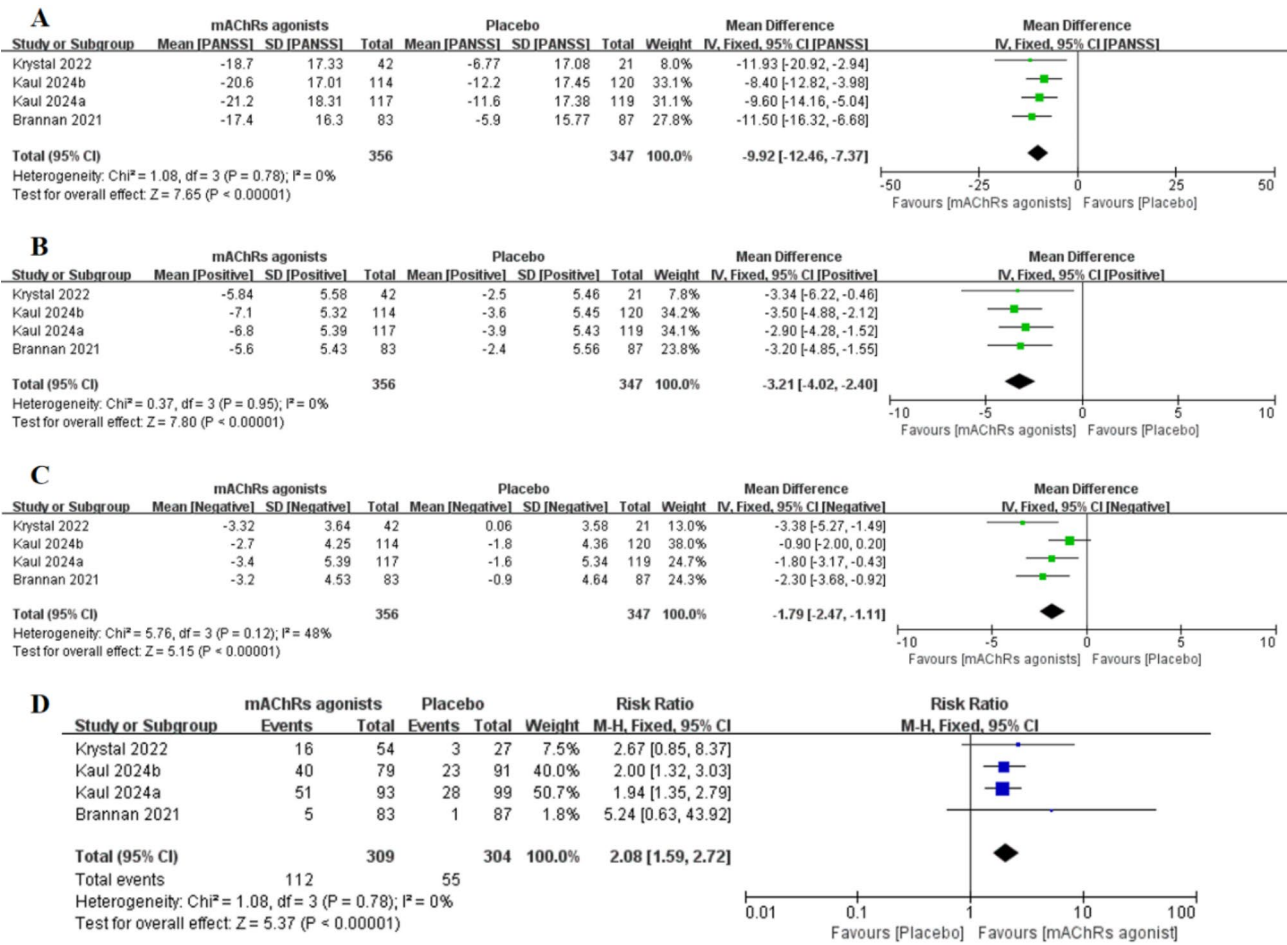 A
mAChRs agonists Placebo Mean Difference Mean Difference
Study or Subgroup Mean [PANSS] SD [PANSS] Total Mean [PANSS] SD [PANSS] Total Weight IV, Fixed, 95% CI [PANSS] IV, Fixed, 95% CI [PANSS]
Krystal 2022 -18.7 17.33 42 -6.77 17.08 21 8.0% -11.93 [-20.92, -2.94]
Kaul 2024b -20.6 17.01 114 -12.2 17.45 120 33.1% -8.40 [-12.82, -3.98]
Kaul 2024a -21.2 18.31 117 -11.6 17.38 119 31.1% -9.60 [-14.16, -5.04]
Brannan 2021 -17.4 16.3 83 -5.9 15.77 87 27.8% -11.50 [-16.32, -6.68]
Total (95% CI) 356 347 100.0% -9.92 [-12.46, -7.37]
Heterogeneity: Chi² = 1.08, df = 3 (P = 0.78); I² = 0%
Test for overall effect: Z = 7.65 (P < 0.00001)
-50 -25 0 25 50
Favours [mAChRs agonists] Favours [Placebo]
B
mAChRs agonists Placebo Mean Difference Mean Difference
Study or Subgroup Mean [Positive] SD [Positive] Total Mean [Positive] SD [Positive] Total Weight IV, Fixed, 95% CI [Positive] IV, Fixed, 95% CI [Positive]
Krystal 2022 -5.84 5.58 42 -2.5 5.46 21 7.8% -3.34 [-6.22, -0.46]
Kaul 2024b -7.1 5.32 114 -3.6 5.45 120 34.2% -3.50 [-4.88, -2.12]
Kaul 2024a -6.8 5.39 117 -3.9 5.43 119 34.1% -2.90 [-4.28, -1.52]
Brannan 2021 -5.6 5.43 83 -2.4 5.56 87 23.8% -3.20 [-4.85, -1.55]
Total (95% CI) 356 347 100.0% -3.21 [-4.02, -2.40]
Heterogeneity: Chi² = 0.37, df = 3 (P = 0.95); I² = 0%
Test for overall effect: Z = 7.80 (P < 0.00001)
-10 -5 0 5 10
Favours [mAChRs agonists] Favours [Placebo]
C
mAChRs agonists Placebo Mean Difference Mean Difference
Study or Subgroup Mean [Negative] SD [Negative] Total Mean [Negative] SD [Negative] Total Weight IV, Fixed, 95% CI [Negative] IV, Fixed, 95% CI [Negative]
Krystal 2022 -3.32 3.64 42 0.06 3.58 21 13.0% -3.38 [-5.27, -1.49]
Kaul 2024b -2.7 4.25 114 -1.8 4.36 120 38.0% -0.90 [-2.00, 0.20]
Kaul 2024a -3.4 5.39 117 -1.6 5.34 119 24.7% -1.80 [-3.17, -0.43]
Brannan 2021 -3.2 4.53 83 -0.9 4.64 87 24.3% -2.30 [-3.68, -0.92]
Total (95% CI) 356 347 100.0% -1.79 [-2.47, -1.11]
Heterogeneity: Chi² = 5.76, df = 3 (P = 0.12); I² = 48%
Test for overall effect: Z = 5.15 (P < 0.00001)
-10 -5 0 5 10
Favours [mAChRs agonists] Favours [Placebo]
D
mAChRs agonists Placebo Risk Ratio Risk Ratio
Study or Subgroup Events Total Events Total Weight M-H, Fixed, 95% CI M-H, Fixed, 95% CI
Krystal 2022 16 54 3 27 7.5% 2.67 [0.85, 8.37]
Kaul 2024b 40 79 23 91 40.0% 2.00 [1.32, 3.03]
Kaul 2024a 51 93 28 99 50.7% 1.94 [1.35, 2.79]
Brannan 2021 5 83 1 87 1.8% 5.24 [0.63, 43.92]
Total (95% CI) 309 304 100.0% 2.08 [1.59, 2.72]
Total events 112 55
Heterogeneity: Chi² = 1.08, df = 3 (P = 0.78); I² = 0%
Test for overall effect: Z = 5.37 (P < 0.00001)
0.01 0.1 1 10 100
Favours [Placebo] Favours [mAChRs agonist]